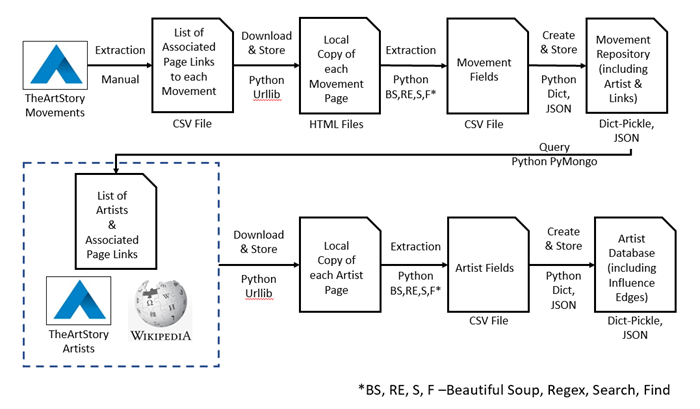 List of
Associated
Page Links
to each
Movement
Download
& Store
Local
Copy of
each
Movement
Page
Extraction
Movement
Fields
Create
& Store
Movement
Repository
(including
Artist &
Links)
Extraction
Manual
Python
Urllib
Python
BS,RE,S,F*
Python
Dict,
JSON
TheArtStory
Movements
CSV File
HTML Files
CSV File
Dict-Pickle,
JSON
Query
Python PyMongo
List of
Artists
&
Associated
Page Links
TheArtStory
Artists
WIKIPEDIA
Download
& Store
Python
Urllib
Local
Copy of
each Artist
Page
Extraction
Python
BS,RE,S,F*
Artist Fields
CSV File
Create
& Store
Python
Dict,
JSON
Artist
Database
(including
Influence
Edges)
Dict-Pickle,
JSON
*BS, RE, S, F –Beautiful Soup, Regex, Search, Find